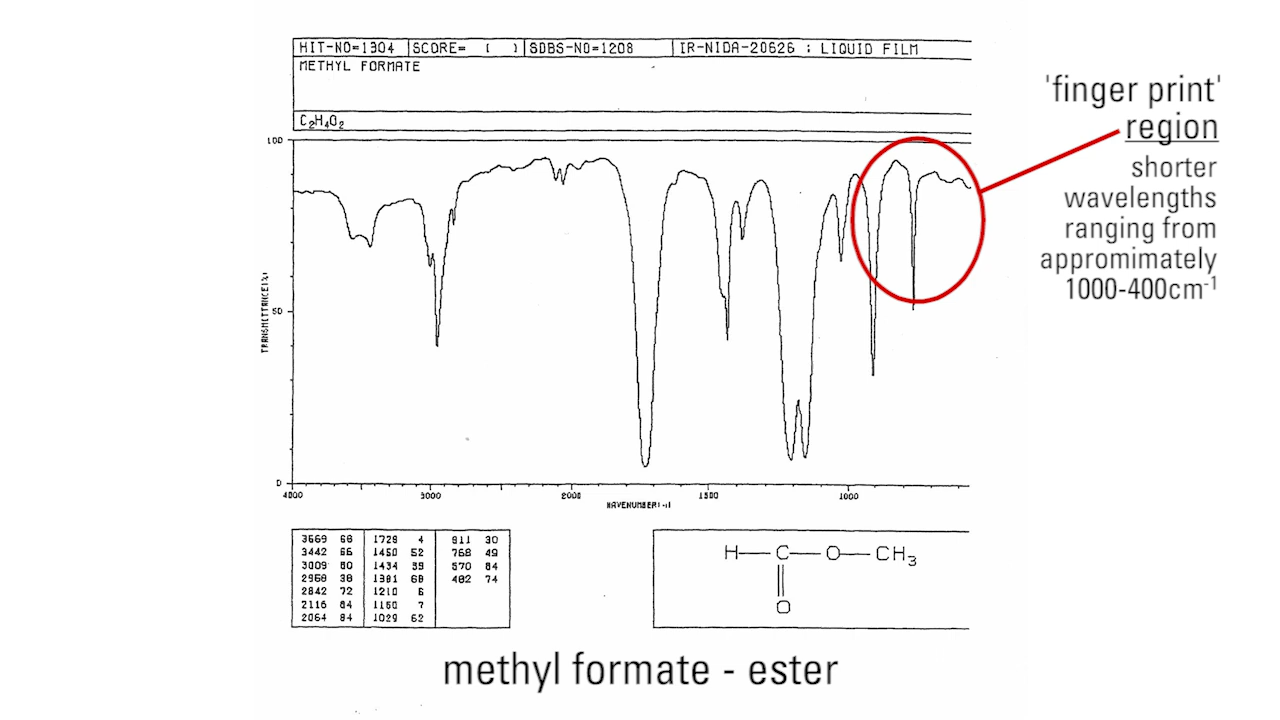 HIT-NO=1304 SCORE= ( ) SDBS-NO=1208 IR-NIDA-20626 : LIQUID FILM
METHYL FORMATE
C2H4O2
'finger print'
region
shorter
wavelengths
ranging from
appromimately
1000-400cm-1
100
50
0
TRANSMITTANCE(%)
4000 3000 2000 1500 1000
WAVENUMBER(-1)
3569 68 1728 4 911 30
3442 66 1450 52 768 49
3009 60 1434 39 570 84
2958 38 1381 68 482 74
2842 72 1210 6
2116 84 1160 7
2064 84 1029 62
H—C—O—CH3
O
methyl formate - ester